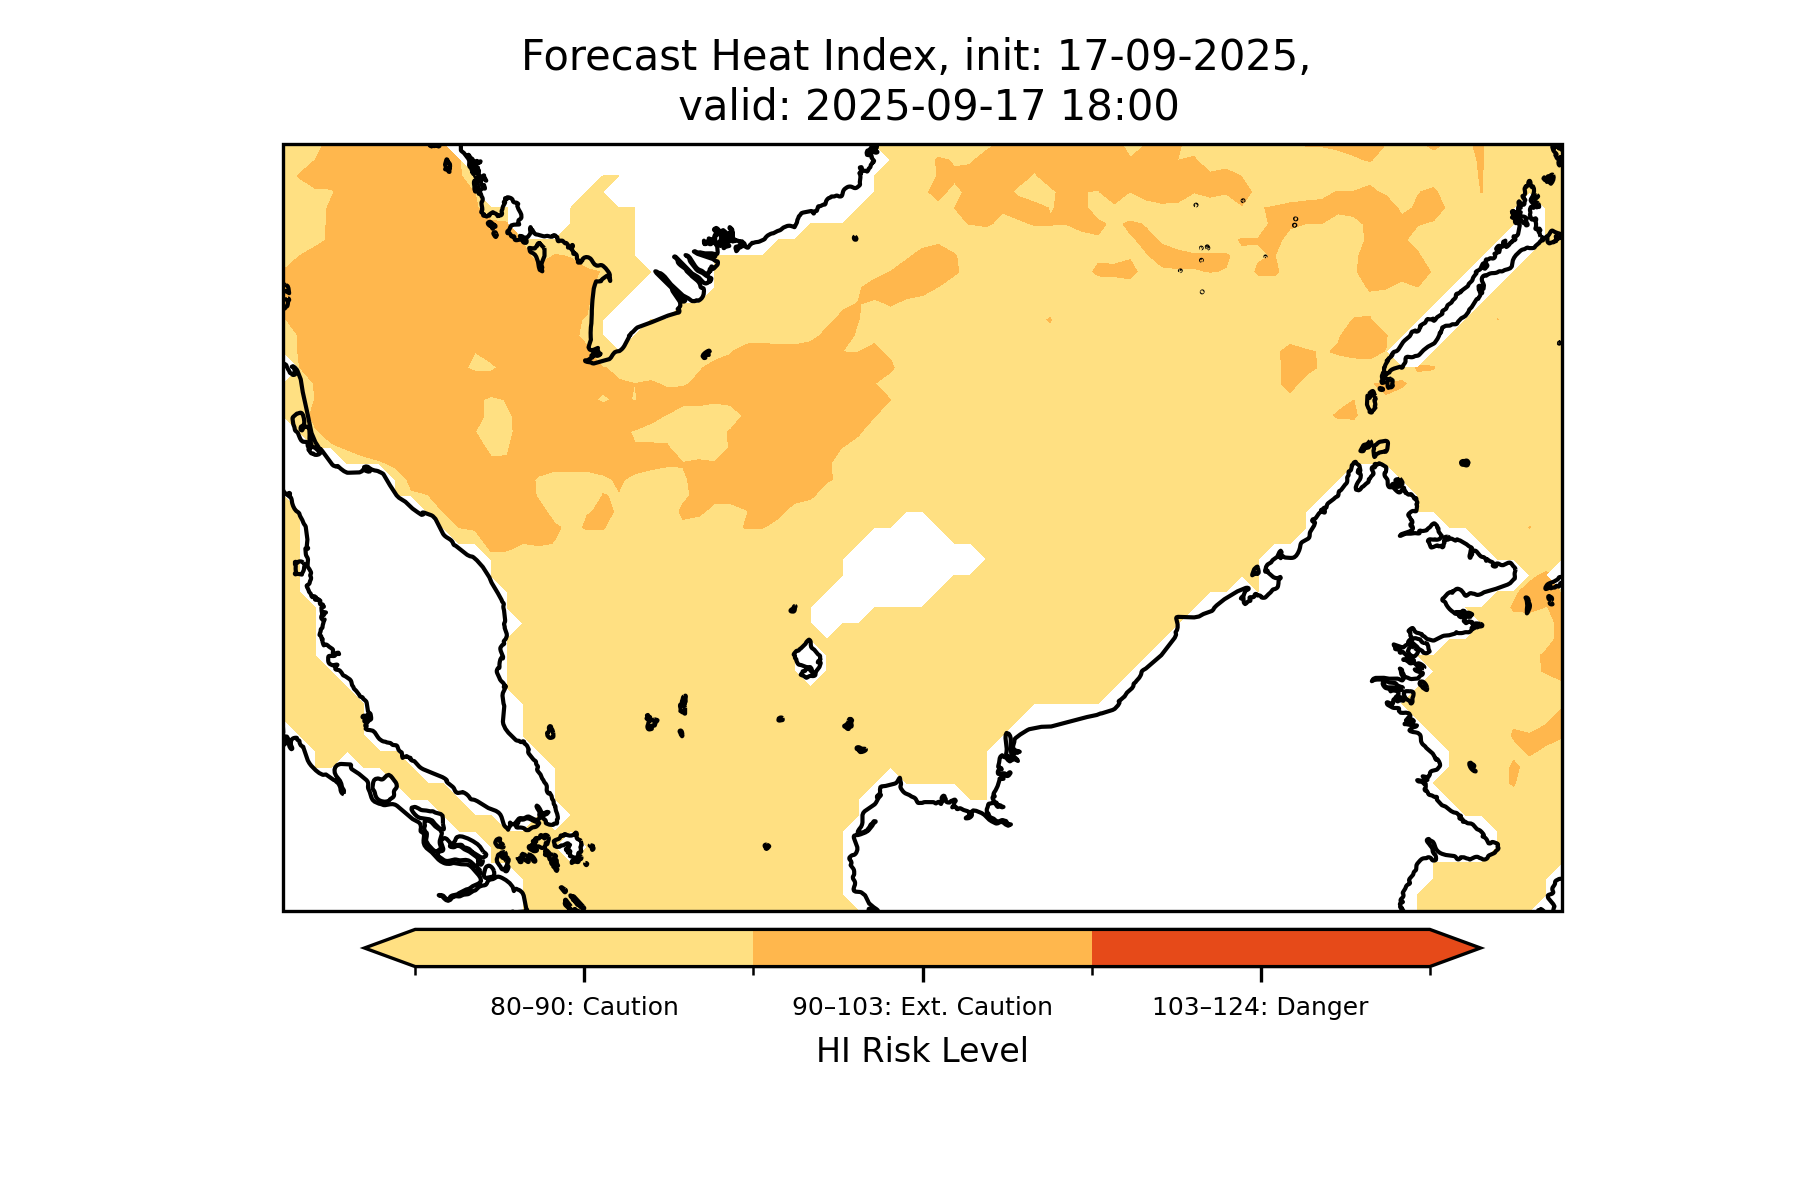 Forecast Heat Index, init: 17-09-2025,
valid: 2025-09-17 18:00
80–90: Caution
90–103: Ext. Caution
103–124: Danger
HI Risk Level